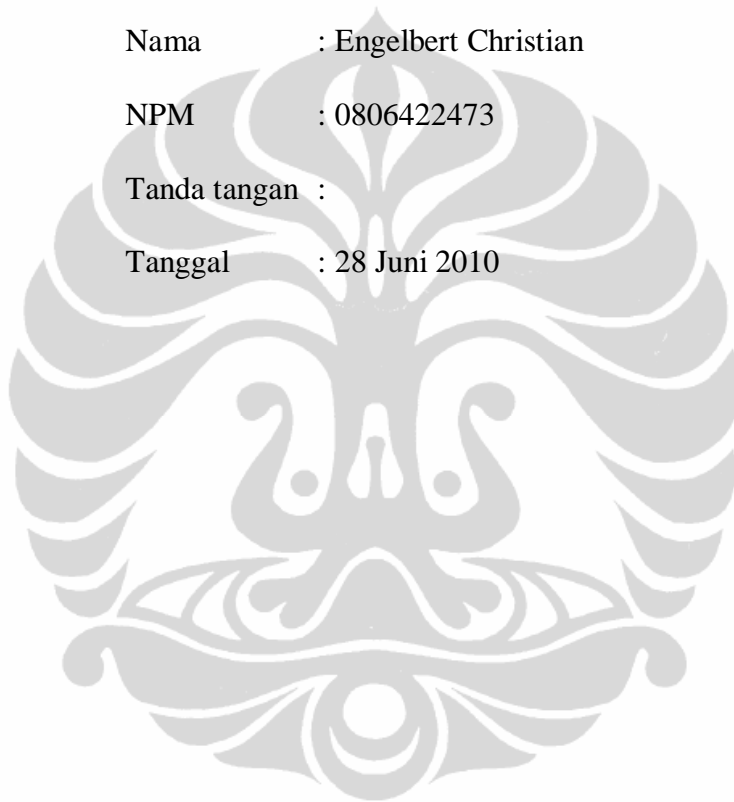 Nama : Engelbert Christian
NPM : 0806422473
Tanda tangan :
Tanggal : 28 Juni 2010